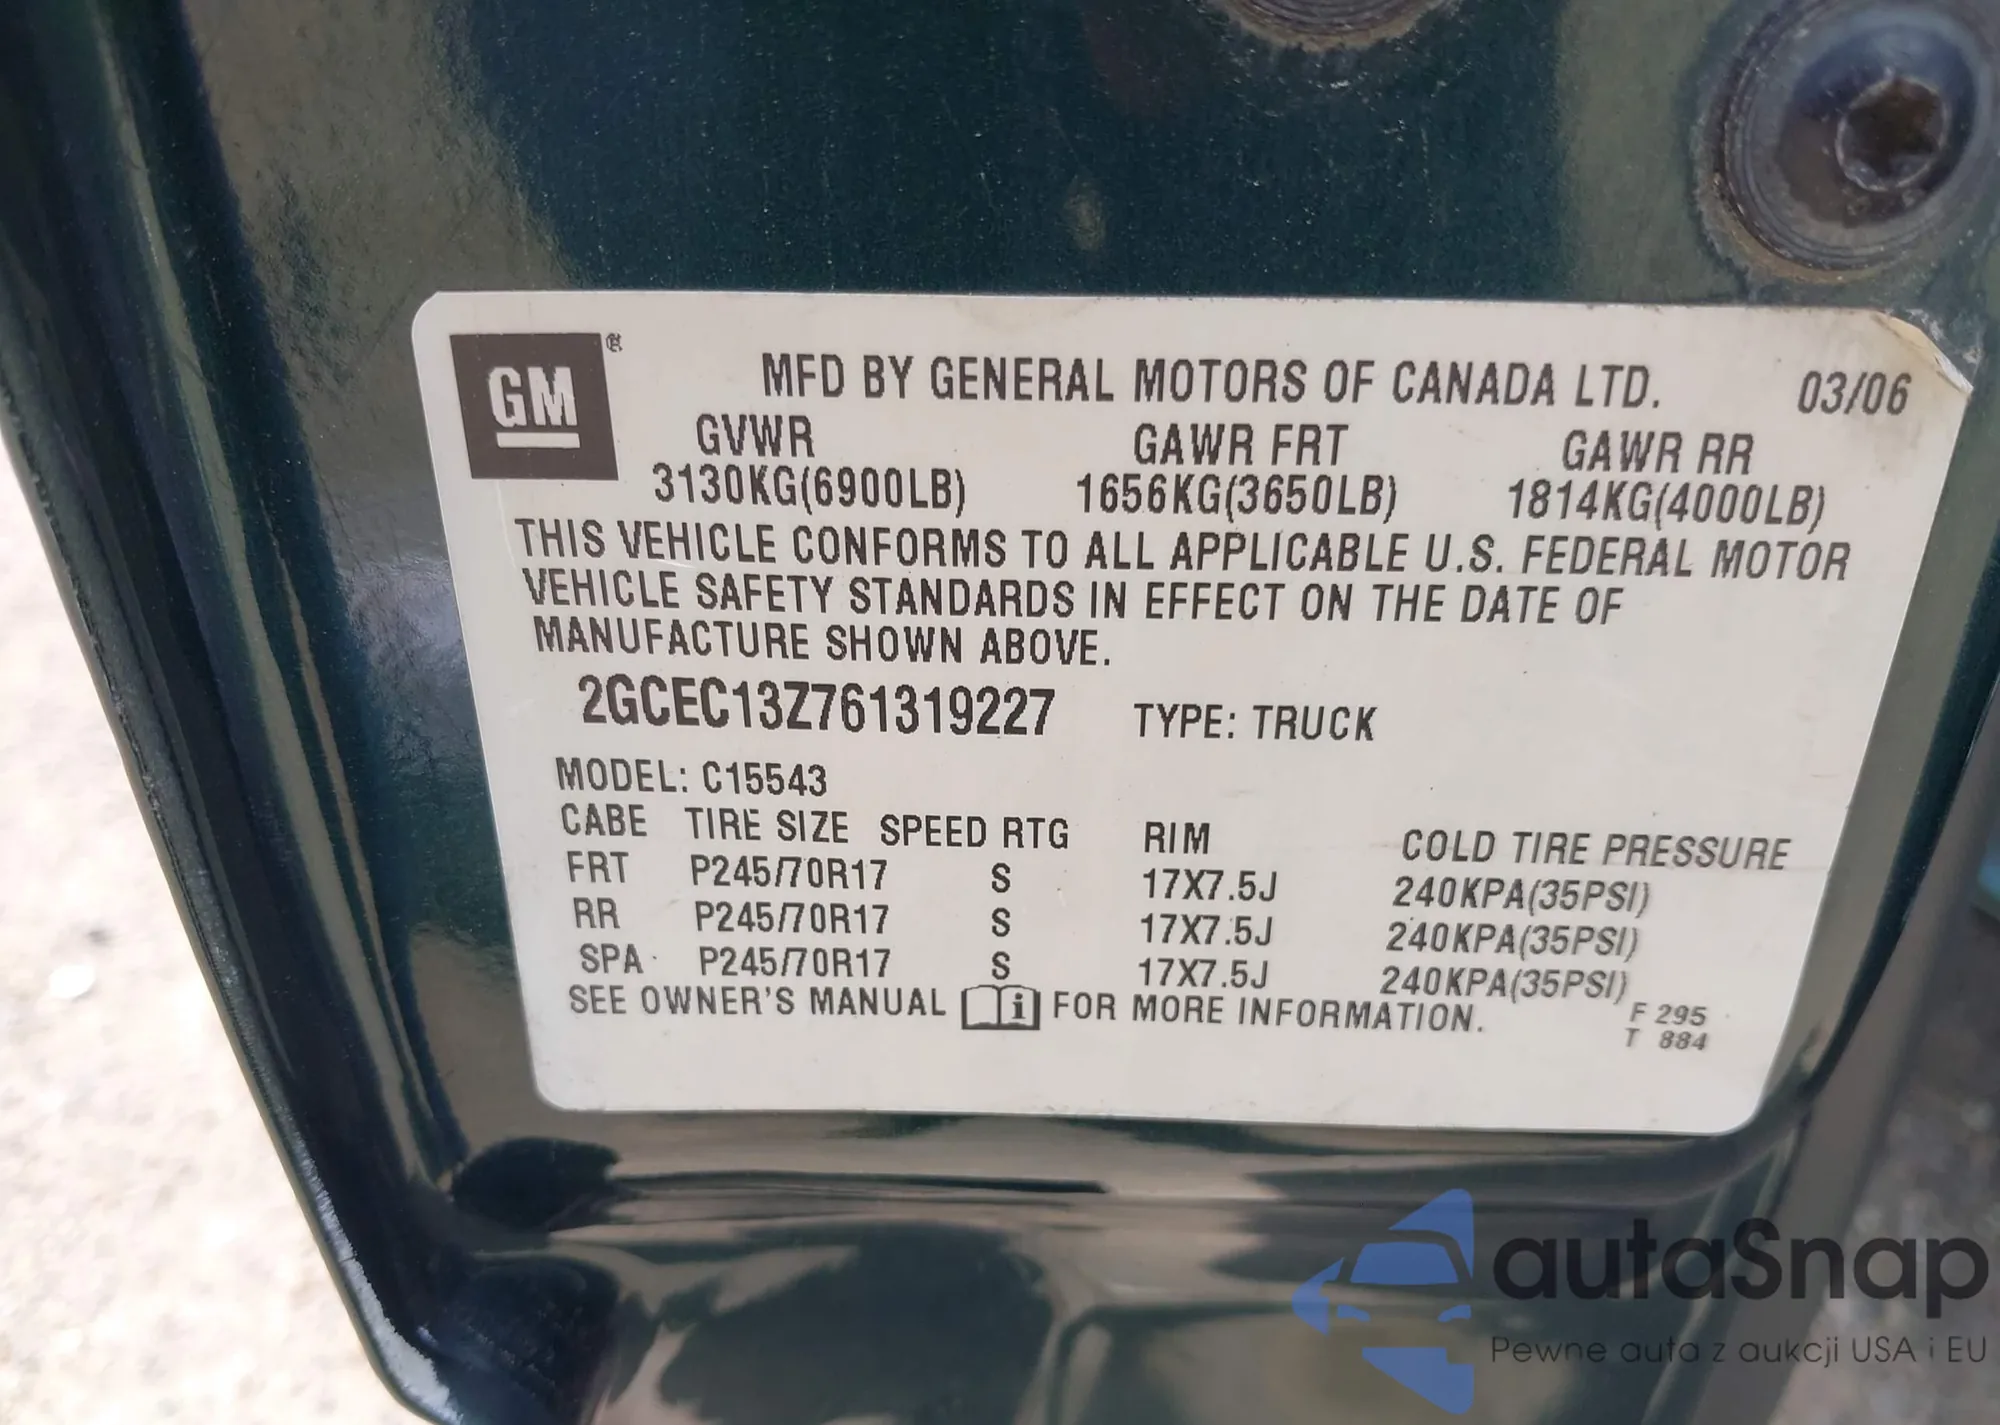 GM ®
MFD BY GENERAL MOTORS OF CANADA LTD. 03/06
GVWR GAWR FRT GAWR RR
3130KG(6900LB) 1656KG(3650LB) 1814KG(4000LB)
THIS VEHICLE CONFORMS TO ALL APPLICABLE U.S. FEDERAL MOTOR
VEHICLE SAFETY STANDARDS IN EFFECT ON THE DATE OF
MANUFACTURE SHOWN ABOVE.
2GCEC13Z761319227 TYPE: TRUCK
MODEL: C15543
CABE TIRE SIZE SPEED RTG RIM COLD TIRE PRESSURE
FRT P245/70R17 S 17X7.5J 240KPA(35PSI)
RR P245/70R17 S 17X7.5J 240KPA(35PSI)
SPA P245/70R17 S 17X7.5J 240KPA(35PSI)
SEE OWNER'S MANUAL i FOR MORE INFORMATION.
F 295
T 884
autaSnap
Pewne auta z aukcji USA i EU